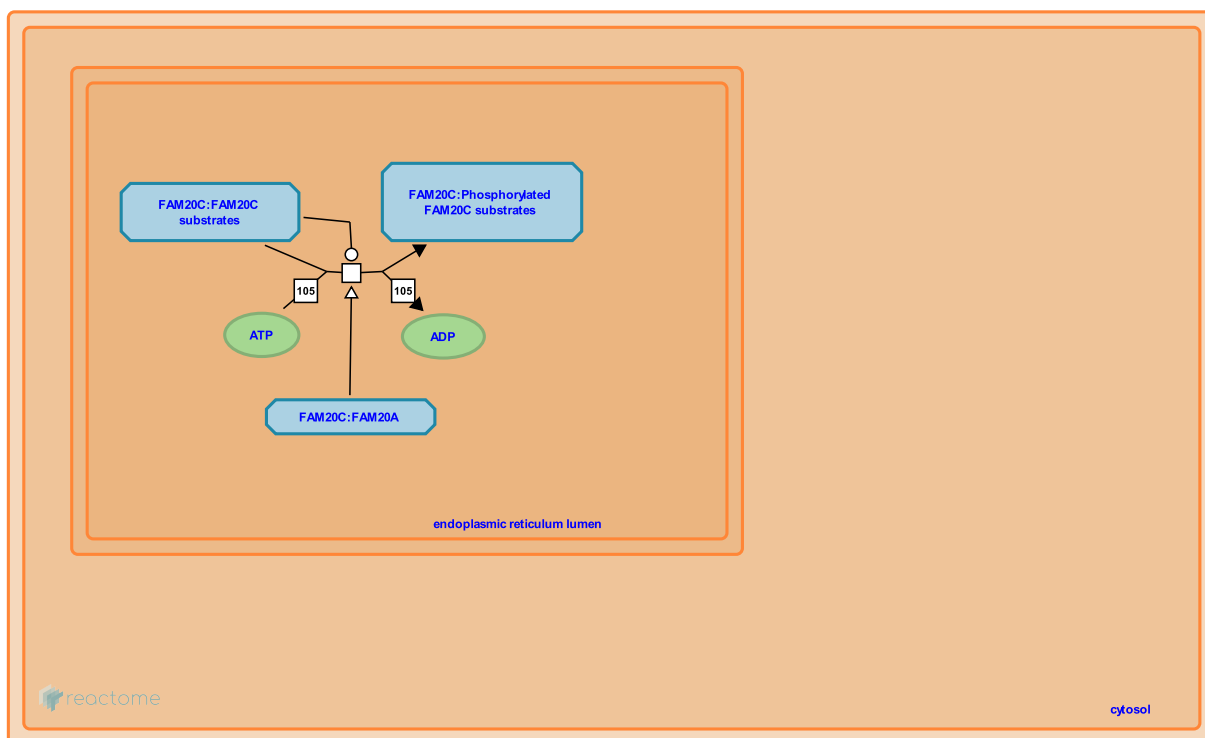 FAM20C:FAM20C
substrates
FAM20C:Phosphorylated
FAM20C substrates
105
105
ATP
ADP
FAM20C:FAM20A
endoplasmic reticulum lumen
reactome
cytosol